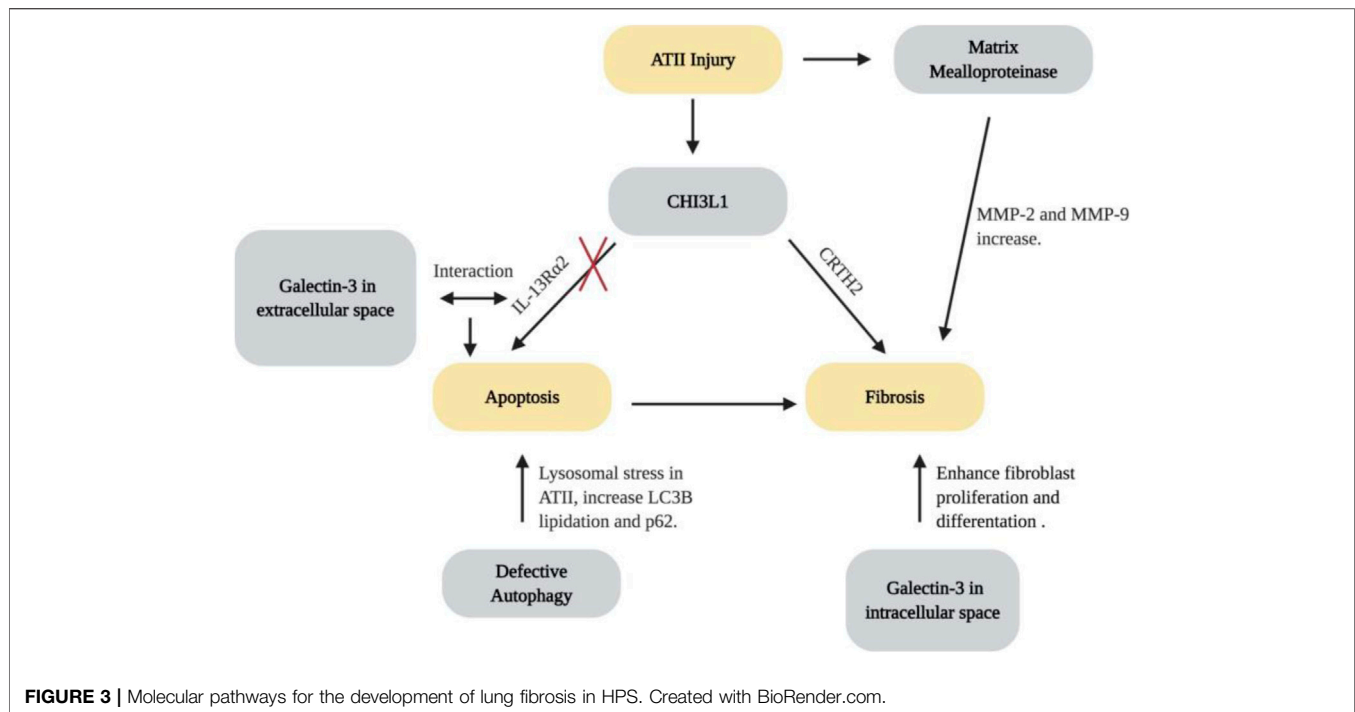 ATII Injury
Matrix
Mealloproteinase
CHI3L1
MMP-2 and MMP-9
increase.
Galectin-3 in
extracellular space
Interaction
IL-13Rα2
CRTH2
Apoptosis
Fibrosis
Lysosomal stress in
ATII, increase LC3B
lipidation and p62.
Enhance fibroblast
proliferation and
differentation .
Defective
Autophagy
Galectin-3 in
intracellular space
FIGURE 3 | Molecular pathways for the development of lung fibrosis in HPS. Created with BioRender.com.